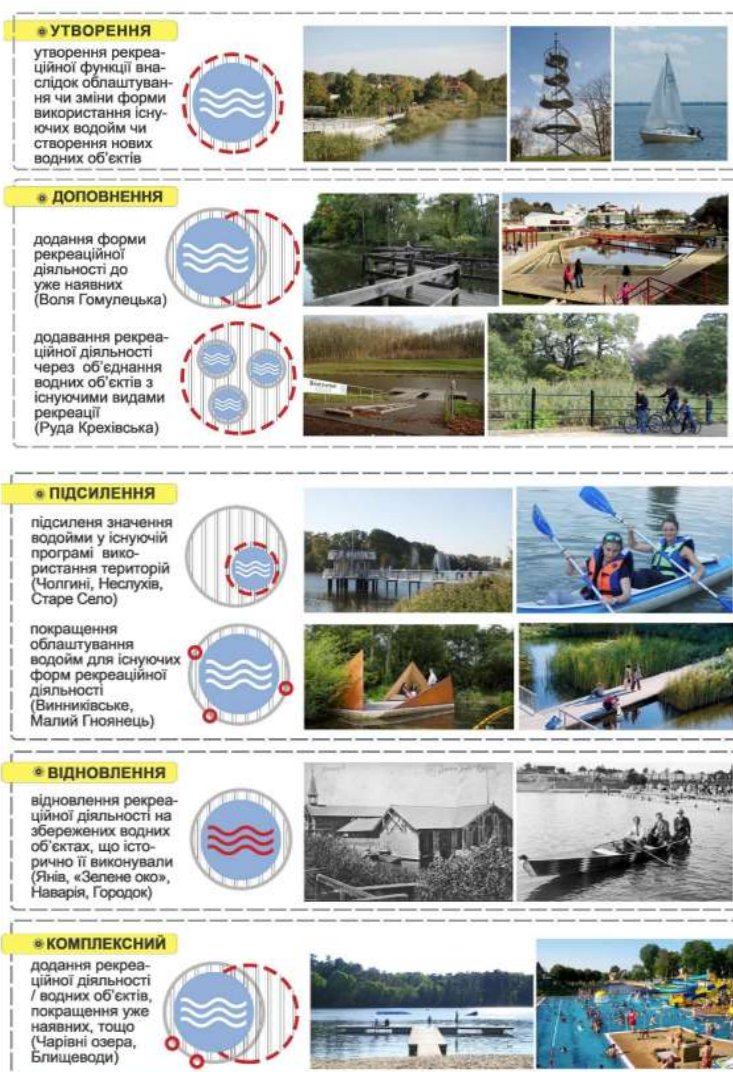 УТВОРЕННЯ
утворення рекреа-
ційної функції вна-
слідок облаштуван-
ня чи зміни форми
використання існу-
ючих водойм чи
створення нових
водних об'єктів
ДОПОВНЕННЯ
додання форми
рекреаційної
діяльності до
уже наявних
(Воля Гомулецька)
додавання рекреа-
ційної діяльності
через об'єднання
водних об'єктів з
існуючими видами
рекреації
(Руда Крехівська)
ПІДСИЛЕННЯ
підсиленя значення
водойми у існуючій
програмі вико-
ристання територій
(Чолгині, Неслухів,
Старе Село)
покращення
облаштування
водойм для існуючих
форм рекреаційної
діяльності
(Винниківське,
Малий Гноянець)
ВІДНОВЛЕННЯ
відновлення рекреа-
ційної діяльності на
збережених водних
об'єктах, що істо-
рично її виконували
(Янів, «Зелене око»,
Наварія, Городок)
КОМПЛЕКСНИЙ
додання рекреа-
ційної діяльності
/ водних об'єктів,
покращення уже
наявних, тощо
(Чарівні озера,
Блищеводи)